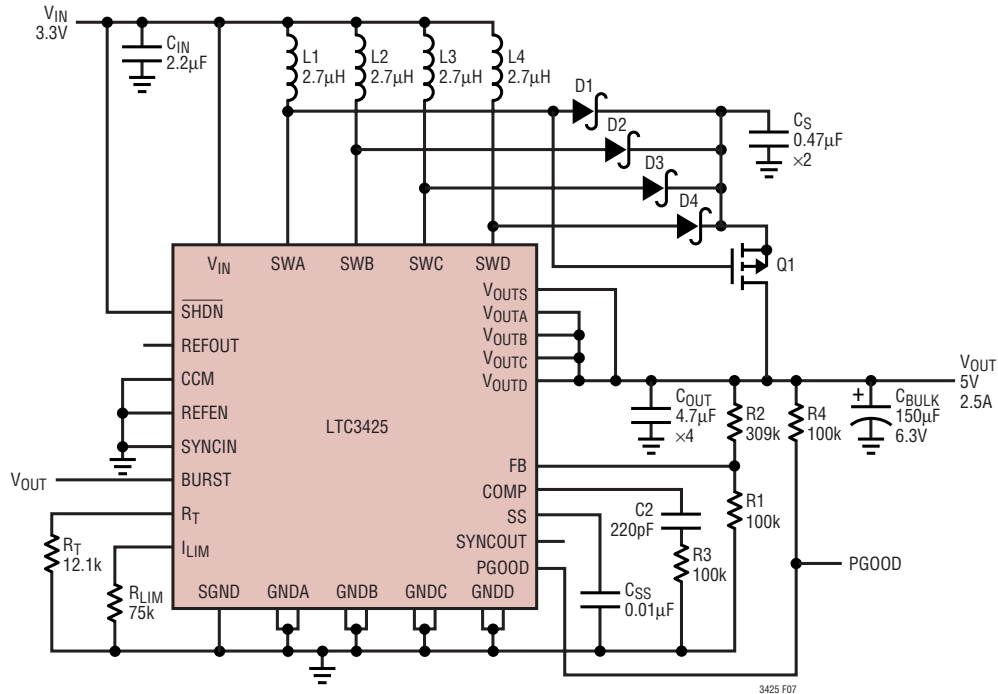 VIN
3.3V
CIN
2.2µF
L1
2.7µH
L2
2.7µH
L3
2.7µH
L4
2.7µH
D1
D2
D3
D4
CS
0.47µF
×2
Q1
VIN
SWA
SWB
SWC
SWD
SHDN
REFOUT
CCM
REFEN
SYNCIN
BURST
RT
ILIM
LTC3425
VOUTS
VOUTA
VOUTB
VOUTC
VOUTD
FB
COMP
SS
SYNCOUT
PGOOD
SGND
GNDA
GNDB
GNDC
GNDD
VOUT
RT
12.1k
RLIM
75k
COUT
4.7µF
×4
R2
309k
R4
100k
+
CBULK
150µF
6.3V
VOUT
5V
2.5A
R1
100k
C2
220pF
R3
100k
CSS
0.01µF
PGOOD
3425 F07